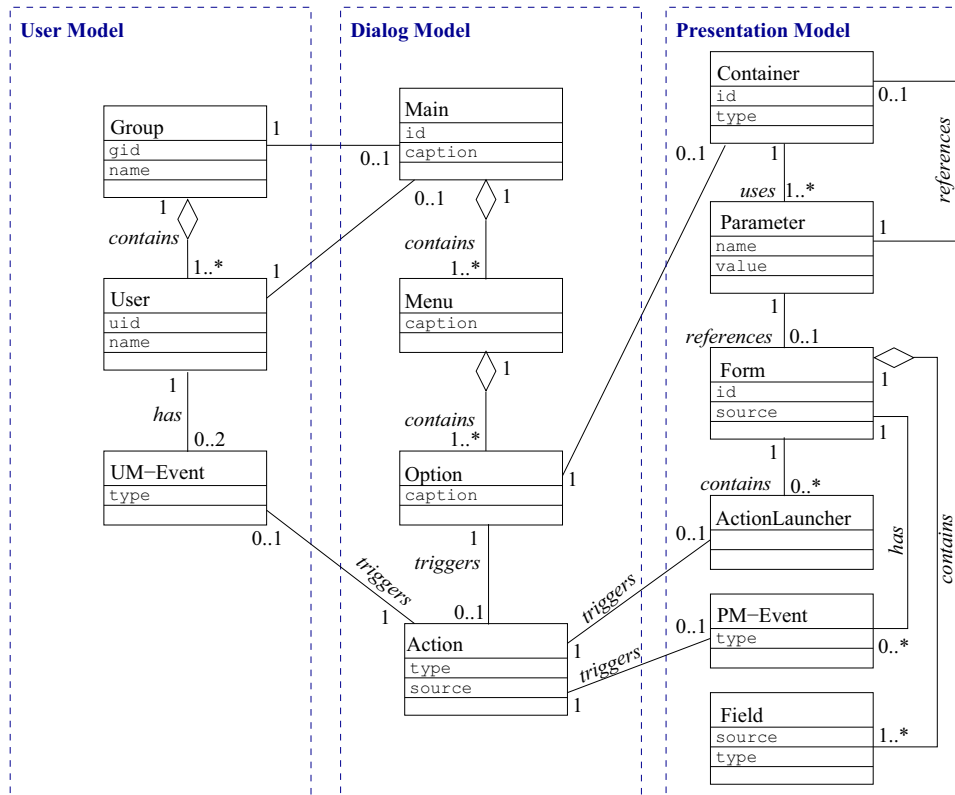 User Model
Group
gid
name
1
1
contains
1..*
User
uid
name
1
1
has
0..2
UM−Event
type
0..1
triggers
1
Dialog Model
Main
id
caption
0..1
0..1
1
contains
1..*
Menu
caption
1
contains
1..*
Option
caption
1
1
triggers
0..1
Action
type
source
1
triggers
1
triggers
Presentation Model
Container
id
type
0..1
0..1
1
uses
1..*
references
Parameter
name
value
1
1
references
0..1
Form
id
source
1
1
1
contains
0..*
has
contains
ActionLauncher
0..1
PM−Event
type
0..1
0..*
Field
source
type
1..*